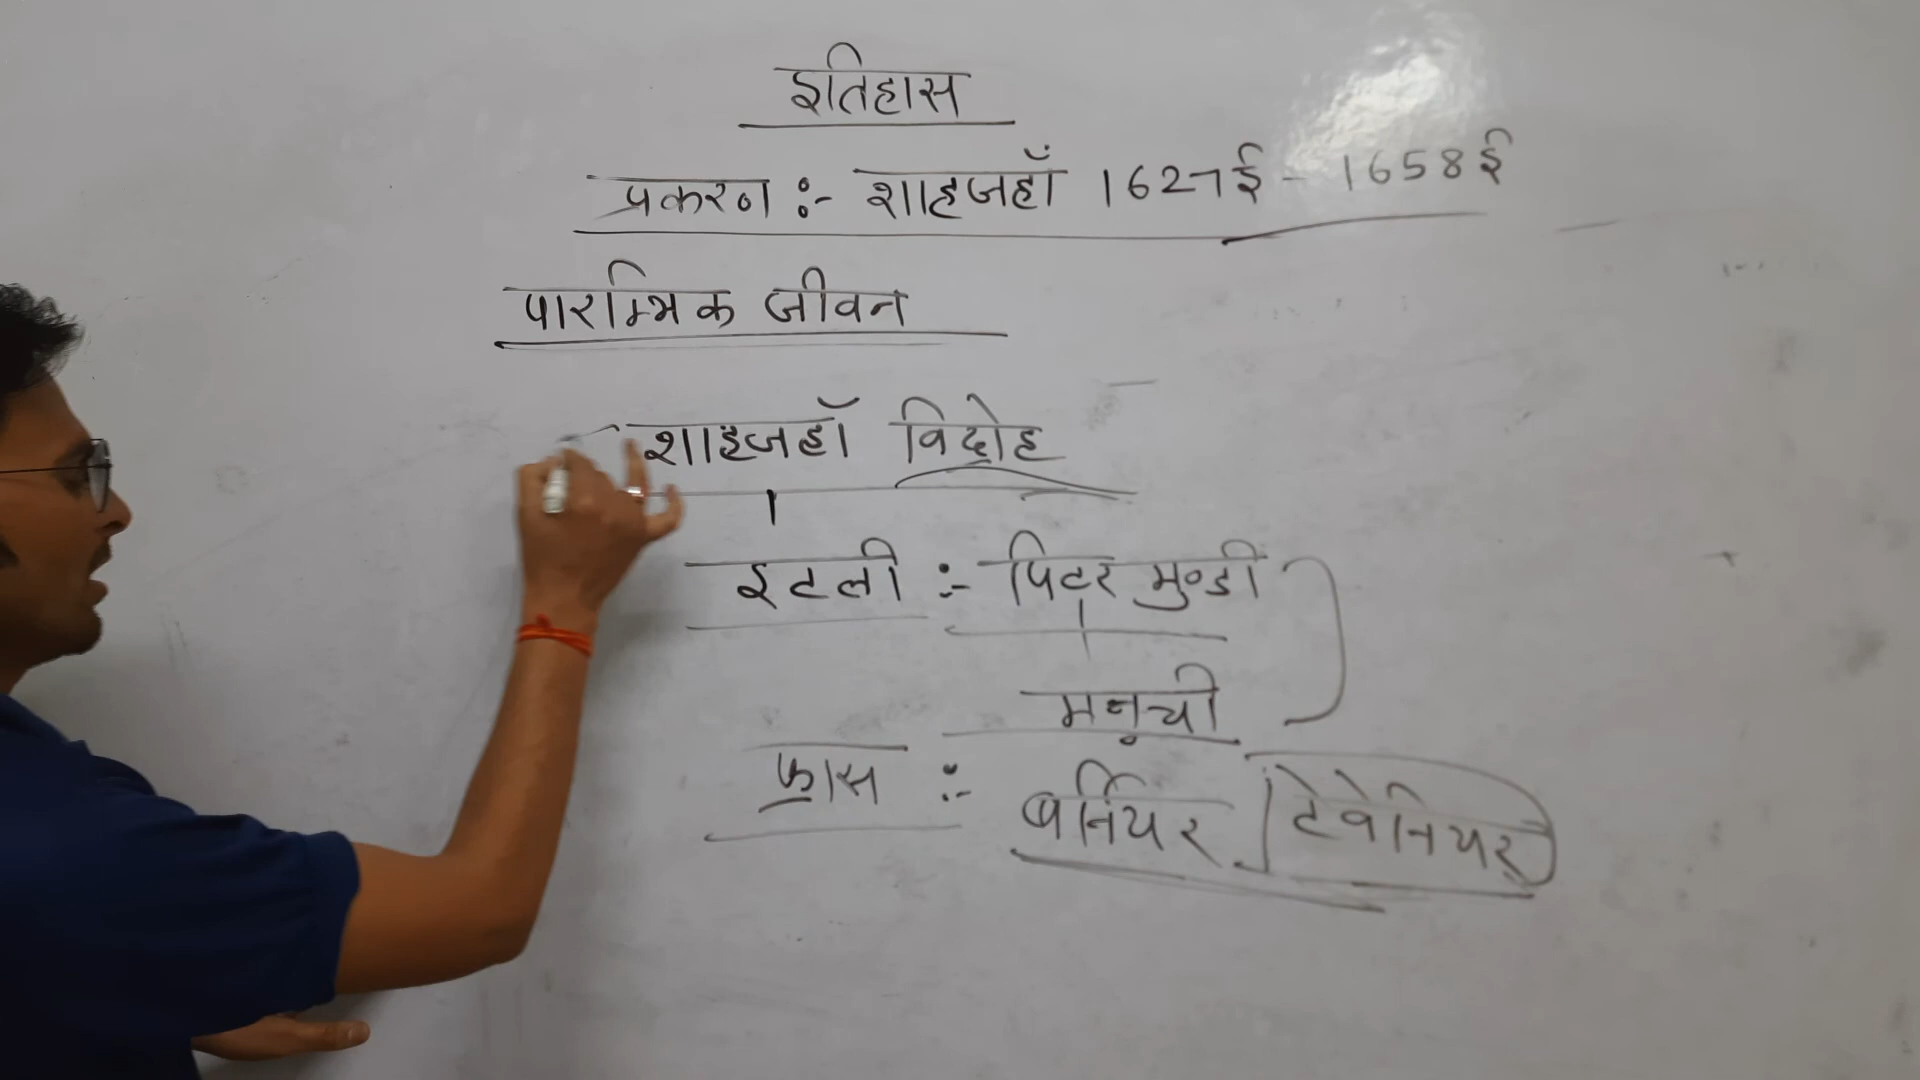 इतिहास
प्रकरण :- शाहजहाँ 1627ई - 1658ई
पारम्भिक जीवन
शाहजहाँ विद्रोह
इटली :- पिटर मुण्डी
मनूची
फ्रास :- बर्नियर टेवेनियर